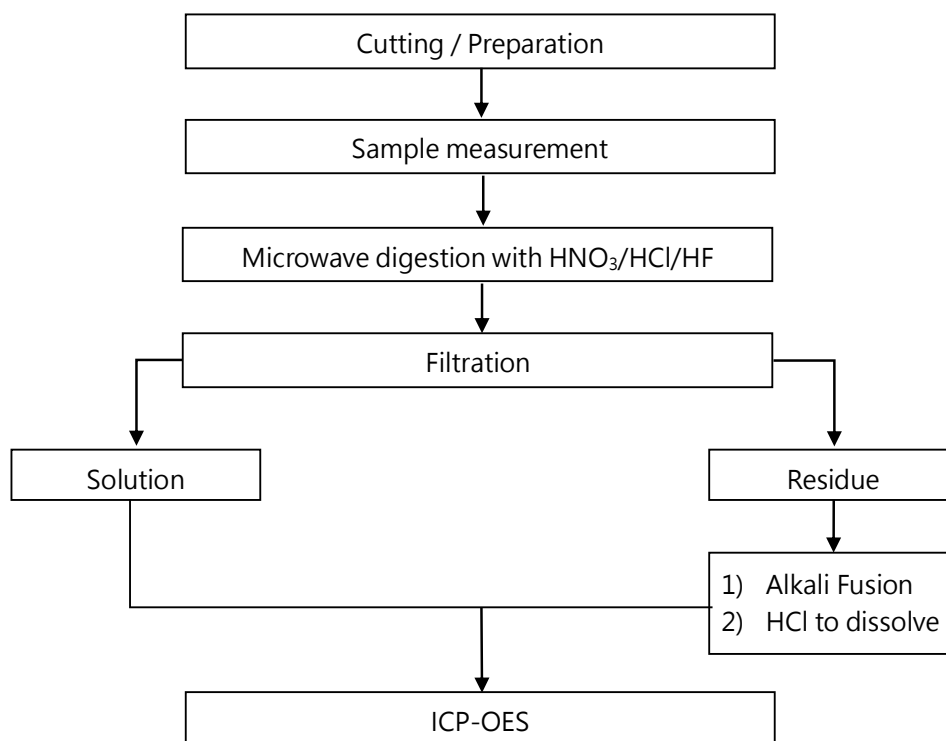 Cutting / Preparation
Sample measurement
Microwave digestion with HNO₃/HCl/HF
Filtration
Solution
Residue
1) Alkali Fusion
2) HCl to dissolve
ICP-OES